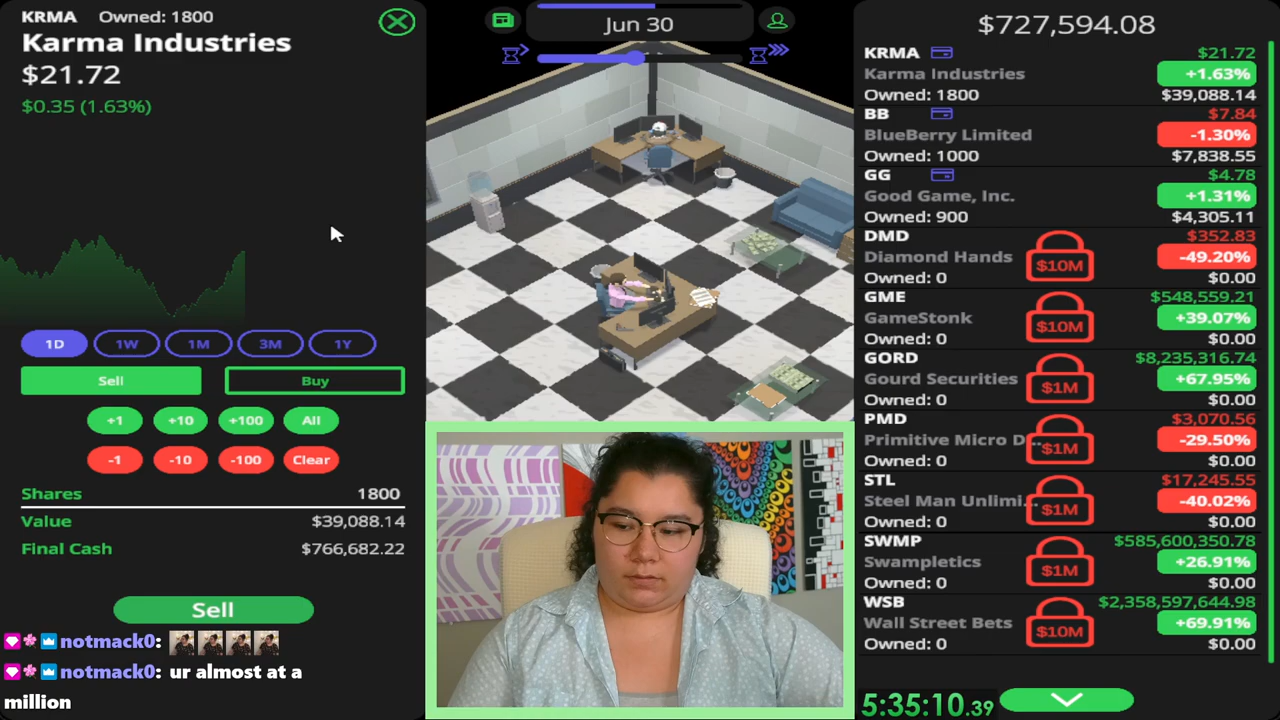 KRMA Owned: 1800
Karma Industries
$21.72
$0.35 (1.63%)
1D 1W 1M 3M 1Y
Sell Buy
+1 +10 +100 All
-1 -10 -100 Clear
Shares 1800
Value $39,088.14
Final Cash $766,682.22
Sell
notmack0:
notmack0: ur almost at a
million
Jun 30
$727,594.08
KRMA $21.72
Karma Industries +1.63%
Owned: 1800 $39,088.14
BB $7.84
BlueBerry Limited -1.30%
Owned: 1000 $7,838.55
GG $4.78
Good Game, Inc. +1.31%
Owned: 900 $4,305.11
DMD $352.83
Diamond Hands $10M -49.20%
Owned: 0 $0.00
GME $548,559.21
GameStonk $10M +39.07%
Owned: 0 $0.00
GORD $8,235,316.74
Gourd Securities $1M +67.95%
Owned: 0 $0.00
PMD $3,070.56
Primitive Micro D... $1M -29.50%
Owned: 0 $0.00
STL $17,245.55
Steel Man Unlimi... $1M -40.02%
Owned: 0 $0.00
SWMP $585,600,350.78
Swampletics $1M +26.91%
Owned: 0 $0.00
WSB $2,358,597,644.98
Wall Street Bets $10M +69.91%
Owned: 0 $0.00
5:35:10.39